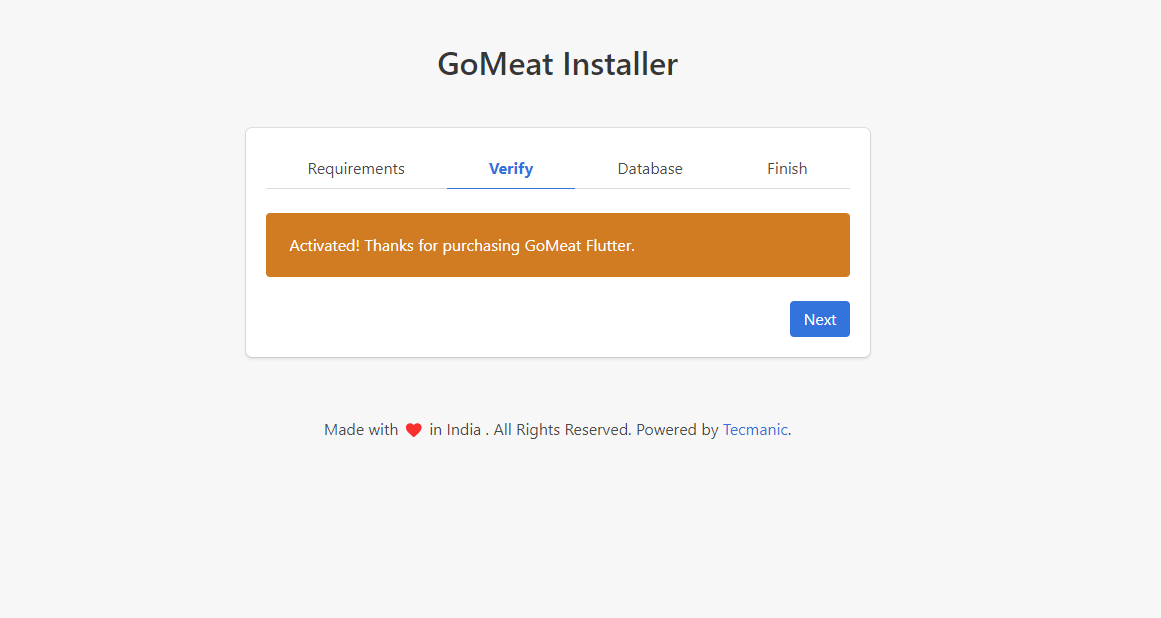 GoMeat Installer
Requirements Verify Database Finish
Activated! Thanks for purchasing GoMeat Flutter.
Next
Made with ❤ in India . All Rights Reserved. Powered by Tecmanic.